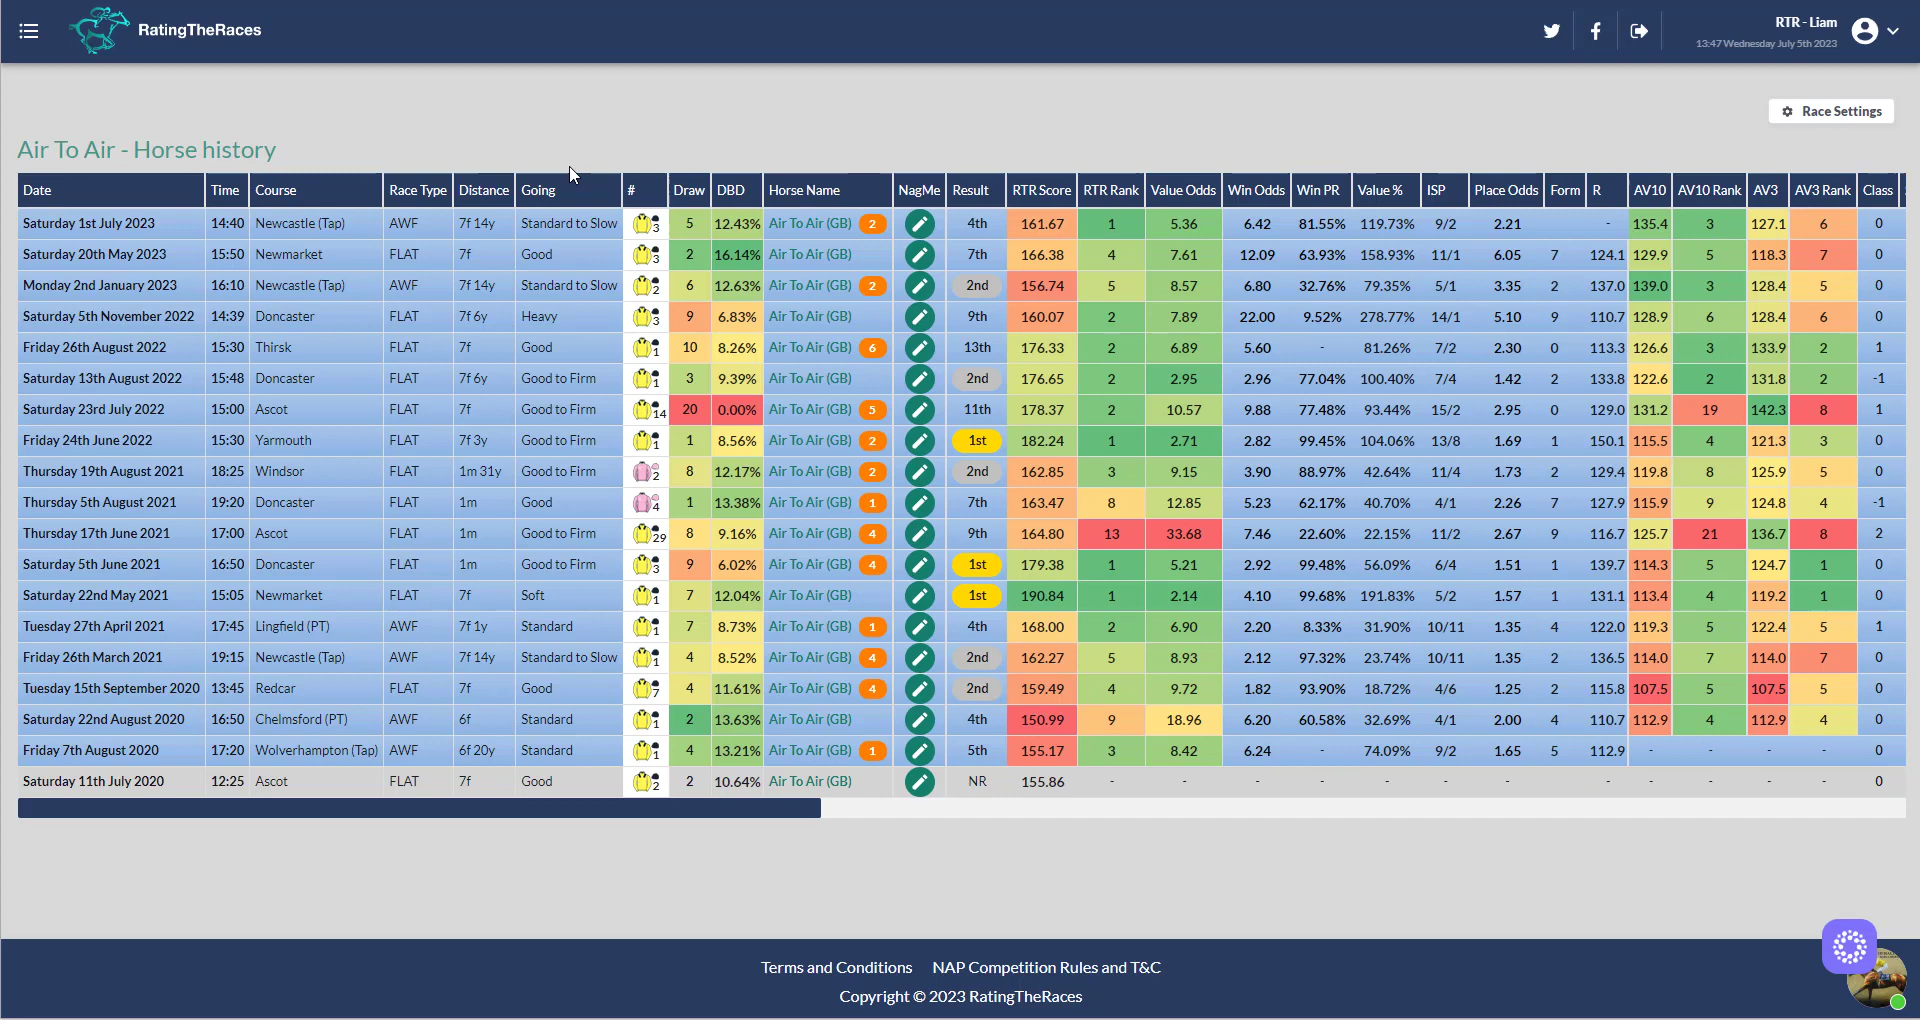 RatingTheRaces
RTR - Liam
13:47 Wednesday July 5th 2023
Race Settings
Air To Air - Horse history
Date Time Course Race Type Distance Going # Draw DBD Horse Name NagMe Result RTR Score RTR Rank Value Odds Win Odds Win PR Value % ISP Place Odds Form R AV10 AV10 Rank AV3 AV3 Rank Class
Saturday 1st July 2023 14:40 Newcastle (Tap) AWF 7f 14y Standard to Slow 3 5 12.43% Air To Air (GB) 2 4th 161.67 1 5.36 6.42 81.55% 119.73% 9/2 2.21 - 135.4 3 127.1 6 0
Saturday 20th May 2023 15:50 Newmarket FLAT 7f Good 3 2 16.14% Air To Air (GB) 7th 166.38 4 7.61 12.09 63.93% 158.93% 11/1 6.05 7 124.1 129.9 5 118.3 7 0
Monday 2nd January 2023 16:10 Newcastle (Tap) AWF 7f 14y Standard to Slow 2 6 12.63% Air To Air (GB) 2 2nd 156.74 5 8.57 6.80 32.76% 79.35% 5/1 3.35 2 137.0 139.0 3 128.4 5 0
Saturday 5th November 2022 14:39 Doncaster FLAT 7f 6y Heavy 3 9 6.83% Air To Air (GB) 9th 160.07 2 7.89 22.00 9.52% 278.77% 14/1 5.10 9 110.7 128.9 6 128.4 6 0
Friday 26th August 2022 15:30 Thirsk FLAT 7f Good 1 10 8.26% Air To Air (GB) 6 13th 176.33 2 6.89 5.60 - 81.26% 7/2 2.30 0 113.3 126.6 3 133.9 2 1
Saturday 13th August 2022 15:48 Doncaster FLAT 7f 6y Good to Firm 1 3 9.39% Air To Air (GB) 2nd 176.65 2 2.95 2.96 77.04% 100.40% 7/4 1.42 2 133.8 122.6 2 131.8 2 -1
Saturday 23rd July 2022 15:00 Ascot FLAT 7f Good to Firm 14 20 0.00% Air To Air (GB) 5 11th 178.37 2 10.57 9.88 77.48% 93.44% 15/2 2.95 0 129.0 131.2 19 142.3 8 1
Friday 24th June 2022 15:30 Yarmouth FLAT 7f 3y Good to Firm 1 1 8.56% Air To Air (GB) 2 1st 182.24 1 2.71 2.82 99.45% 104.06% 13/8 1.69 1 150.1 115.5 4 121.3 3 0
Thursday 19th August 2021 18:25 Windsor FLAT 1m 31y Good to Firm 2 8 12.17% Air To Air (GB) 2 2nd 162.85 3 9.15 3.90 88.97% 42.64% 11/4 1.73 2 129.4 119.8 8 125.9 5 0
Thursday 5th August 2021 19:20 Doncaster FLAT 1m Good 4 1 13.38% Air To Air (GB) 1 7th 163.47 8 12.85 5.23 62.17% 40.70% 4/1 2.26 7 127.9 115.9 9 124.8 4 -1
Thursday 17th June 2021 17:00 Ascot FLAT 1m Good to Firm 29 8 9.16% Air To Air (GB) 4 9th 164.80 13 33.68 7.46 22.60% 22.15% 11/2 2.67 9 116.7 125.7 21 136.7 8 2
Saturday 5th June 2021 16:50 Doncaster FLAT 1m Good to Firm 3 9 6.02% Air To Air (GB) 4 1st 179.38 1 5.21 2.92 99.48% 56.09% 6/4 1.51 1 139.7 114.3 5 124.7 1 0
Saturday 22nd May 2021 15:05 Newmarket FLAT 7f Soft 1 7 12.04% Air To Air (GB) 1st 190.84 1 2.14 4.10 99.68% 191.83% 5/2 1.57 1 131.1 113.4 4 119.2 1 0
Tuesday 27th April 2021 17:45 Lingfield (PT) AWF 7f 1y Standard 1 7 8.73% Air To Air (GB) 1 4th 168.00 2 6.90 2.20 8.33% 31.90% 10/11 1.35 4 122.0 119.3 5 122.4 5 1
Friday 26th March 2021 19:15 Newcastle (Tap) AWF 7f 14y Standard to Slow 1 4 8.52% Air To Air (GB) 4 2nd 162.27 5 8.93 2.12 97.32% 23.74% 10/11 1.35 2 136.5 114.0 7 114.0 7 0
Tuesday 15th September 2020 13:45 Redcar FLAT 7f Good 7 4 11.61% Air To Air (GB) 4 2nd 159.49 4 9.72 1.82 93.90% 18.72% 4/6 1.25 2 115.8 107.5 5 107.5 5 0
Saturday 22nd August 2020 16:50 Chelmsford (PT) AWF 6f Standard 1 2 13.63% Air To Air (GB) 4th 150.99 9 18.96 6.20 60.58% 32.69% 4/1 2.00 4 110.7 112.9 4 112.9 4 0
Friday 7th August 2020 17:20 Wolverhampton (Tap) AWF 6f 20y Standard 1 4 13.21% Air To Air (GB) 1 5th 155.17 3 8.42 6.24 - 74.09% 9/2 1.65 5 112.9 - - - - 0
Saturday 11th July 2020 12:25 Ascot FLAT 7f Good 2 2 10.64% Air To Air (GB) NR 155.86 - - - - - - - - - - - - - 0
Terms and Conditions NAP Competition Rules and T&C
Copyright © 2023 RatingTheRaces